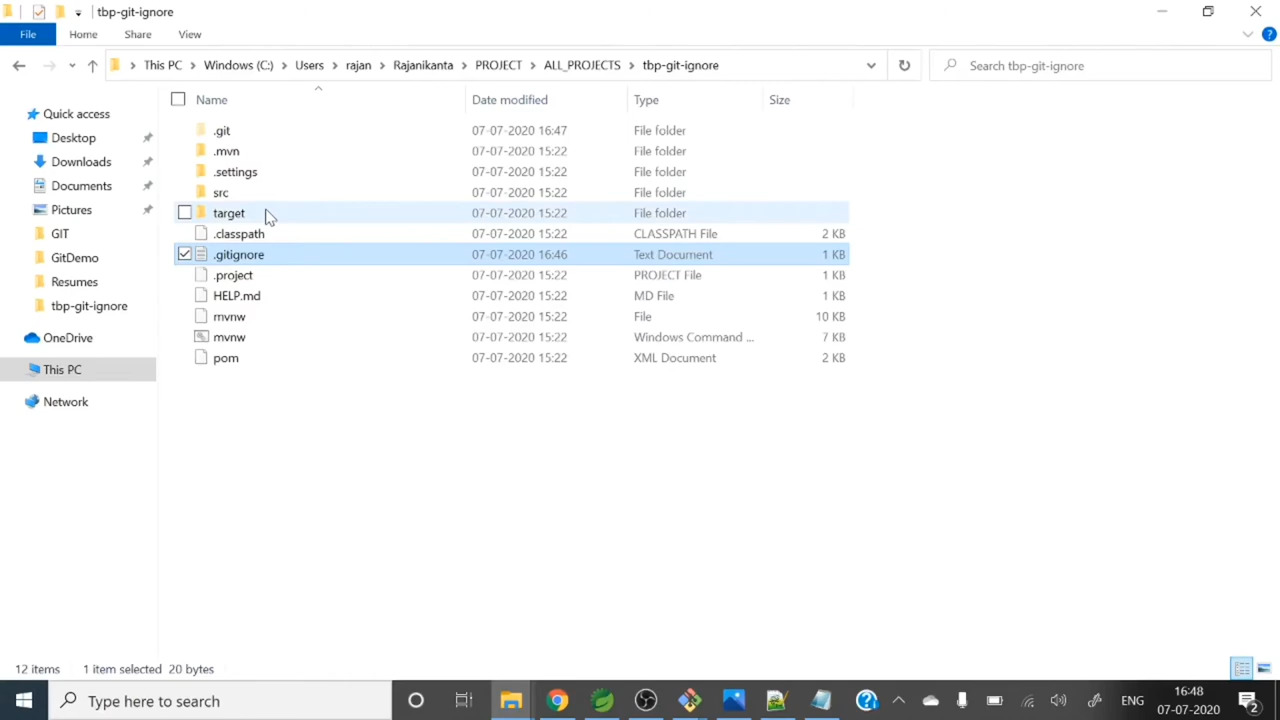 tbp-git-ignore
File Home Share View
This PC Windows (C:) Users rajan Rajanikanta PROJECT ALL_PROJECTS tbp-git-ignore Search tbp-git-ignore
Name Date modified Type Size
Quick access
Desktop
Downloads
Documents
Pictures
GIT
GitDemo
Resumes
tbp-git-ignore
OneDrive
This PC
Network
.git 07-07-2020 16:47 File folder
.mvn 07-07-2020 15:22 File folder
.settings 07-07-2020 15:22 File folder
src 07-07-2020 15:22 File folder
target 07-07-2020 15:22 File folder
.classpath 07-07-2020 15:22 CLASSPATH File 2 KB
.gitignore 07-07-2020 16:46 Text Document 1 KB
.project 07-07-2020 15:22 PROJECT File 1 KB
HELP.md 07-07-2020 15:22 MD File 1 KB
mvnw 07-07-2020 15:22 File 10 KB
mvnw 07-07-2020 15:22 Windows Command ... 7 KB
pom 07-07-2020 15:22 XML Document 2 KB
12 items 1 item selected 20 bytes
Type here to search
ENG
16:48
07-07-2020
2